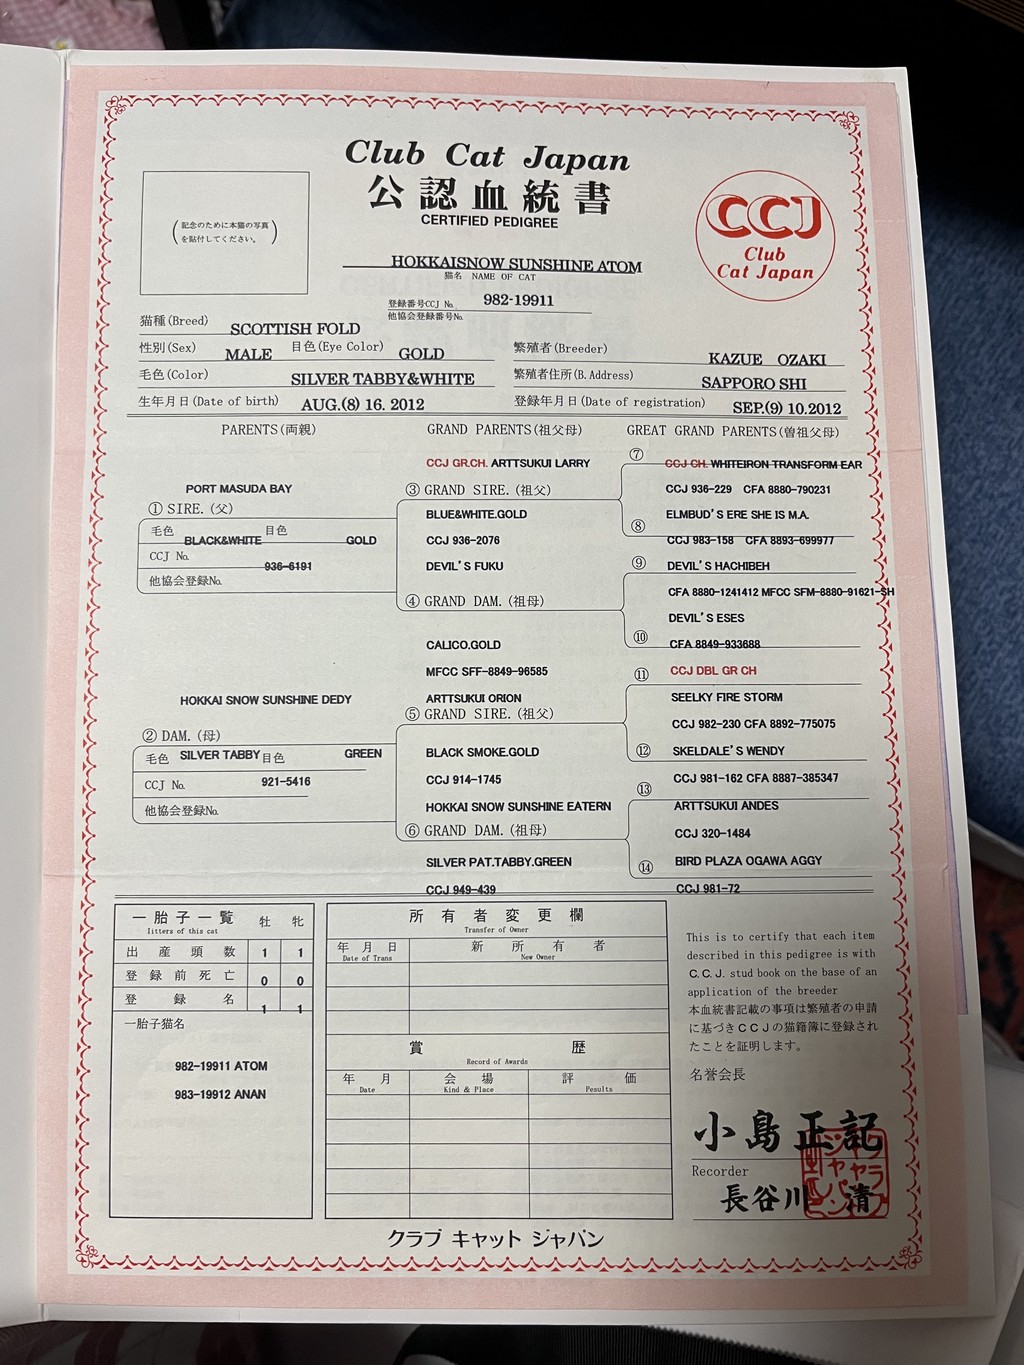 Club Cat Japan
公認血統書
CERTIFIED PEDIGREE
(記念のために本猫の写真
を貼付してください。)
CCJ
Club
Cat Japan
HOKKAISNOW SUNSHINE ATOM
猫名 NAME OF CAT
登録番号CCJ No. 982-19911
他協会登録番号No.
猫種(Breed) SCOTTISH FOLD
性別(Sex) MALE 目色(Eye Color) GOLD 繁殖者(Breeder) KAZUE OZAKI
毛色(Color) SILVER TABBY&WHITE 繁殖者住所(B.Address) SAPPORO SHI
生年月日(Date of birth) AUG.(8) 16. 2012 登録年月日(Date of registration) SEP.(9) 10.2012
PARENTS(両親) GRAND PARENTS(祖父母) GREAT GRAND PARENTS(曽祖父母)
PORT MASUDA BAY
① SIRE.(父)
毛色 BLACK&WHITE 目色 GOLD
CCJ No. 936-6191
他協会登録No.
HOKKAI SNOW SUNSHINE DEDY
② DAM.(母)
毛色 SILVER TABBY 目色 GREEN
CCJ No. 921-5416
他協会登録No.
CCJ GR.CH. ARTTSUKUI LARRY
③ GRAND SIRE.(祖父)
BLUE&WHITE.GOLD
CCJ 936-2076
DEVIL'S FUKU
④ GRAND DAM.(祖母)
CALICO.GOLD
MFCC SFF-8849-96585
ARTTSUKUI ORION
⑤ GRAND SIRE.(祖父)
BLACK SMOKE.GOLD
CCJ 914-1745
HOKKAI SNOW SUNSHINE EATERN
⑥ GRAND DAM.(祖母)
SILVER PAT.TABBY.GREEN
CCJ 949-439
⑦ CCJ CH. WHITEIRON TRANSFORM EAR
CCJ 936-229 CFA 8880-790231
ELMBUD'S ERE SHE IS M.A.
⑧
CCJ 983-158 CFA 8893-699977
⑨ DEVIL'S HACHIBEH
CFA 8880-1241412 MFCC SFM-8880-91621-SH
DEVIL'S ESES
⑩ CFA 8849-933688
⑪ CCJ DBL GR CH
SEELKY FIRE STORM
CCJ 982-230 CFA 8892-775075
⑫ SKELDALE'S WENDY
CCJ 981-162 CFA 8887-385347
⑬
ARTTSUKUI ANDES
CCJ 320-1484
⑭ BIRD PLAZA OGAWA AGGY
CCJ 981-72
一胎子一覧 牡 牝
litters of this cat
出産頭数 1 1
登録前死亡 0 0
登録名 1 1
一胎子猫名
982-19911 ATOM
983-19912 ANAN
所有者変更欄
Transfer of Owner
年月日 新所有者
Date of Trans New Owner
賞歴
Record of Awards
年月 会場 評価
Date Kind & Place Pesults
This is to certify that each item
described in this pedigree is with
C.C.J. stud book on the base of an
application of the breeder
本血統書記載の事項は繁殖者の申請
に基づきCCJの猫籍簿に登録され
たことを証明します。
名誉会長
小島正記
Recorder
長谷川 清
クラブ キャット ジャパン